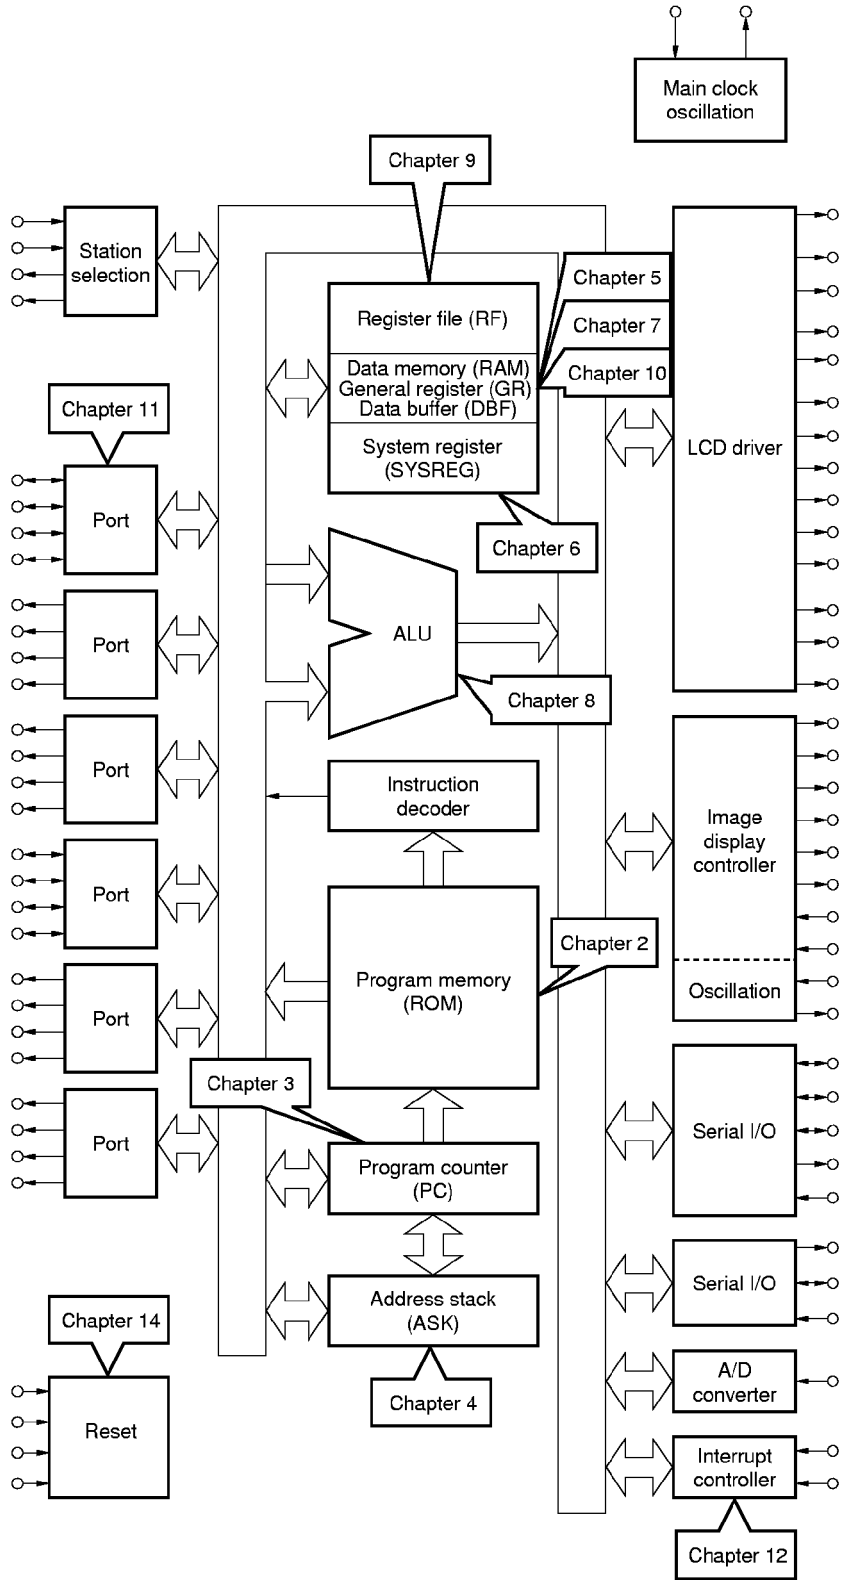 Main clock
oscillation
Chapter 9
Station
selection
Register file (RF)
Data memory (RAM)
General register (GR)
Data buffer (DBF)
System register
(SYSREG)
Chapter 5
Chapter 7
Chapter 10
LCD driver
Chapter 11
Port
Chapter 6
Port
ALU
Chapter 8
Port
Instruction
decoder
Image
display
controller
Port
Chapter 2
Program memory
(ROM)
Oscillation
Port
Chapter 3
Port
Program counter
(PC)
Serial I/O
Address stack
(ASK)
Serial I/O
Chapter 14
Reset
Chapter 4
A/D
converter
Interrupt
controller
Chapter 12